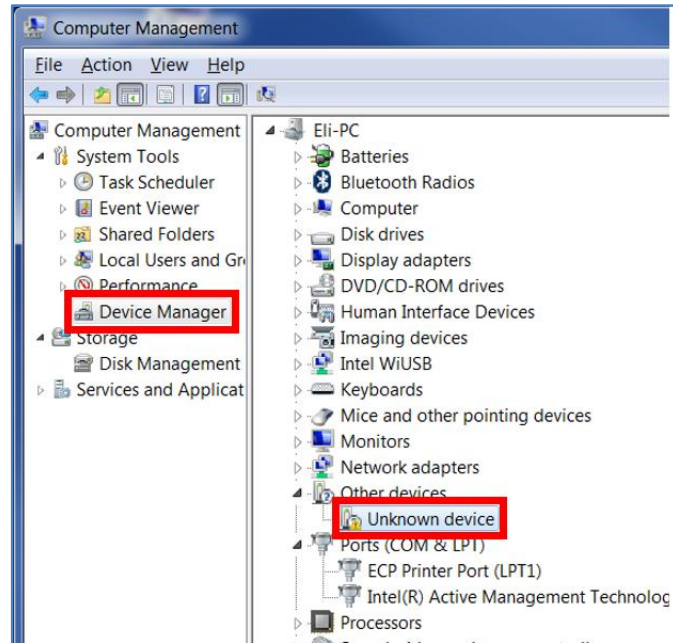 Computer Management
File Action View Help
Computer Management
System Tools
Task Scheduler
Event Viewer
Shared Folders
Local Users and Gr
Performance
Device Manager
Storage
Disk Management
Services and Applicat
Eli-PC
Batteries
Bluetooth Radios
Computer
Disk drives
Display adapters
DVD/CD-ROM drives
Human Interface Devices
Imaging devices
Intel WiUSB
Keyboards
Mice and other pointing devices
Monitors
Network adapters
Other devices
Unknown device
Ports (COM & LPT)
ECP Printer Port (LPT1)
Intel(R) Active Management Technolog
Processors